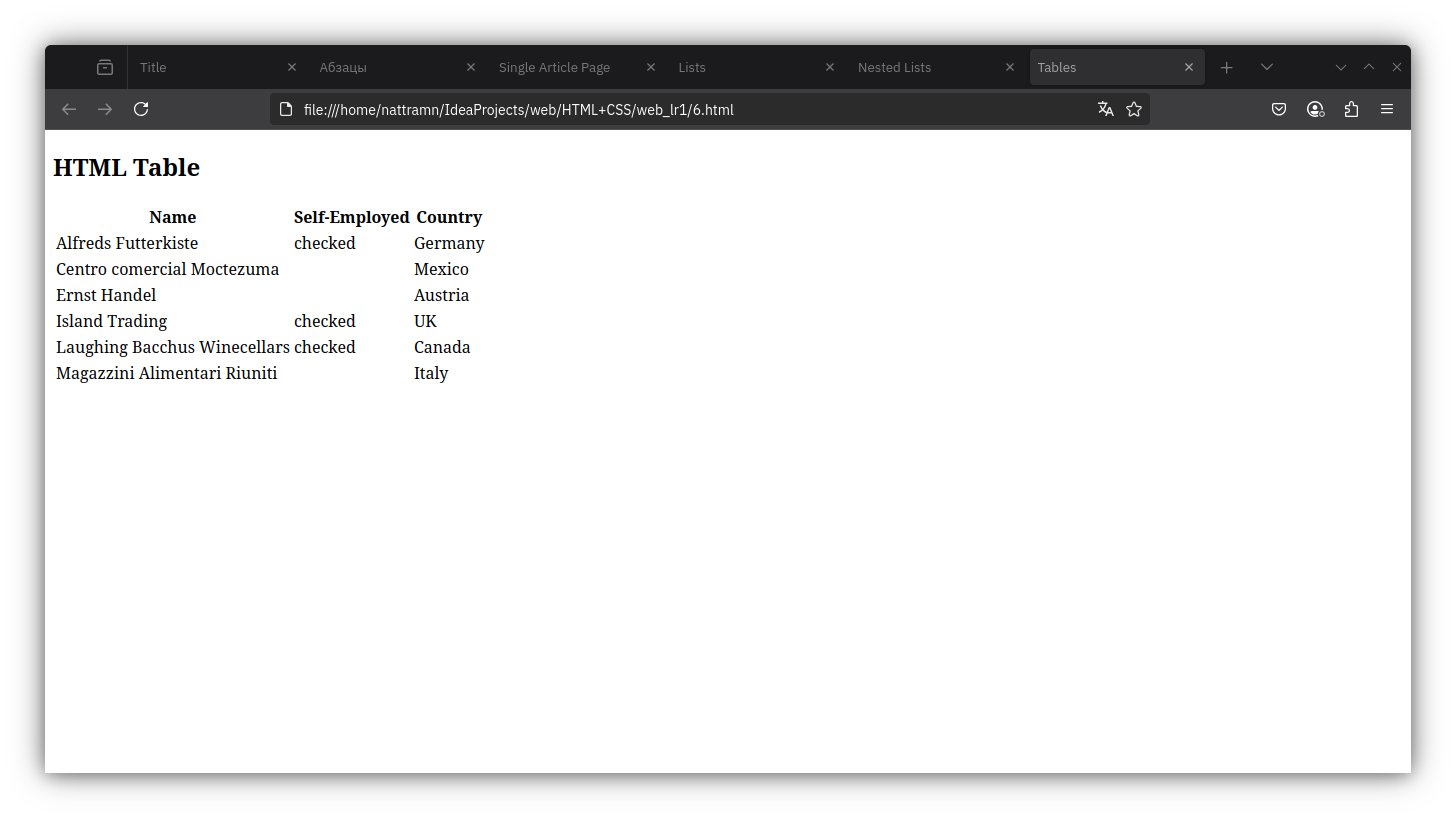 Title Абзацы Single Article Page Lists Nested Lists Tables
file:///home/nattramn/IdeaProjects/web/HTML+CSS/web_lr1/6.html
HTML Table
Name Self-Employed Country
Alfreds Futterkiste checked Germany
Centro comercial Moctezuma Mexico
Ernst Handel Austria
Island Trading checked UK
Laughing Bacchus Winecellars checked Canada
Magazzini Alimentari Riuniti Italy